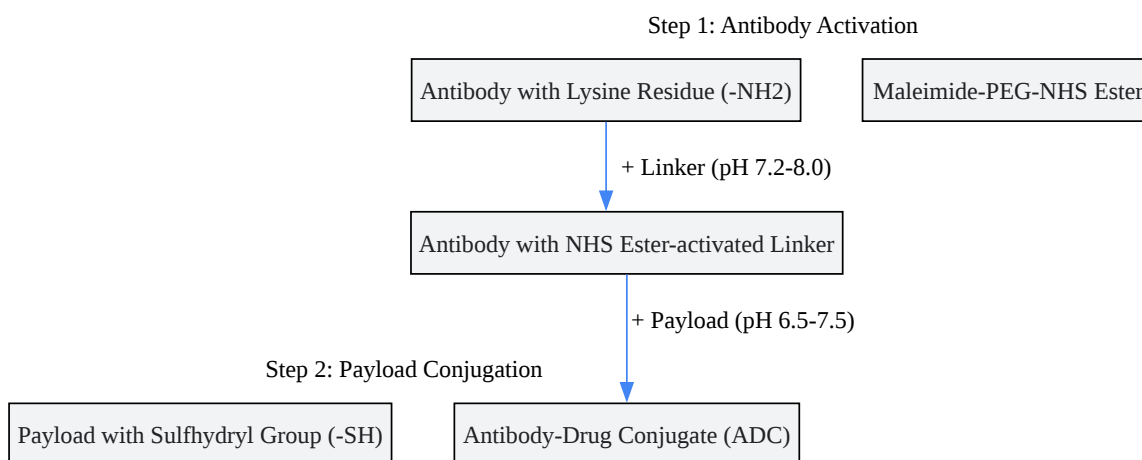 Step 1: Antibody Activation
Antibody with Lysine Residue (-NH2)
Maleimide-PEG-NHS Ester
+ Linker (pH 7.2-8.0)
Antibody with NHS Ester-activated Linker
+ Payload (pH 6.5-7.5)
Step 2: Payload Conjugation
Payload with Sulfhydryl Group (-SH)
Antibody-Drug Conjugate (ADC)